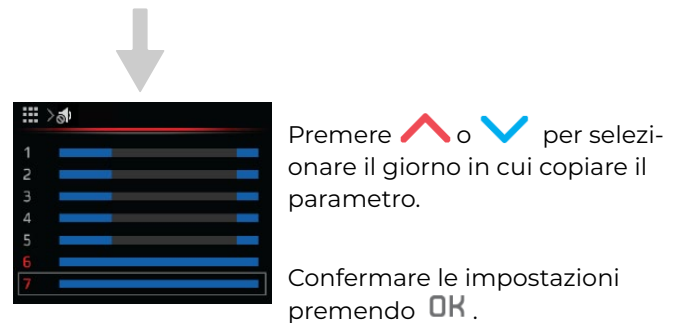 1
2
3
4
5
6
7
Premere o per selezi-
onare il giorno in cui copiare il
parametro.
Confermare le impostazioni
premendo OK .